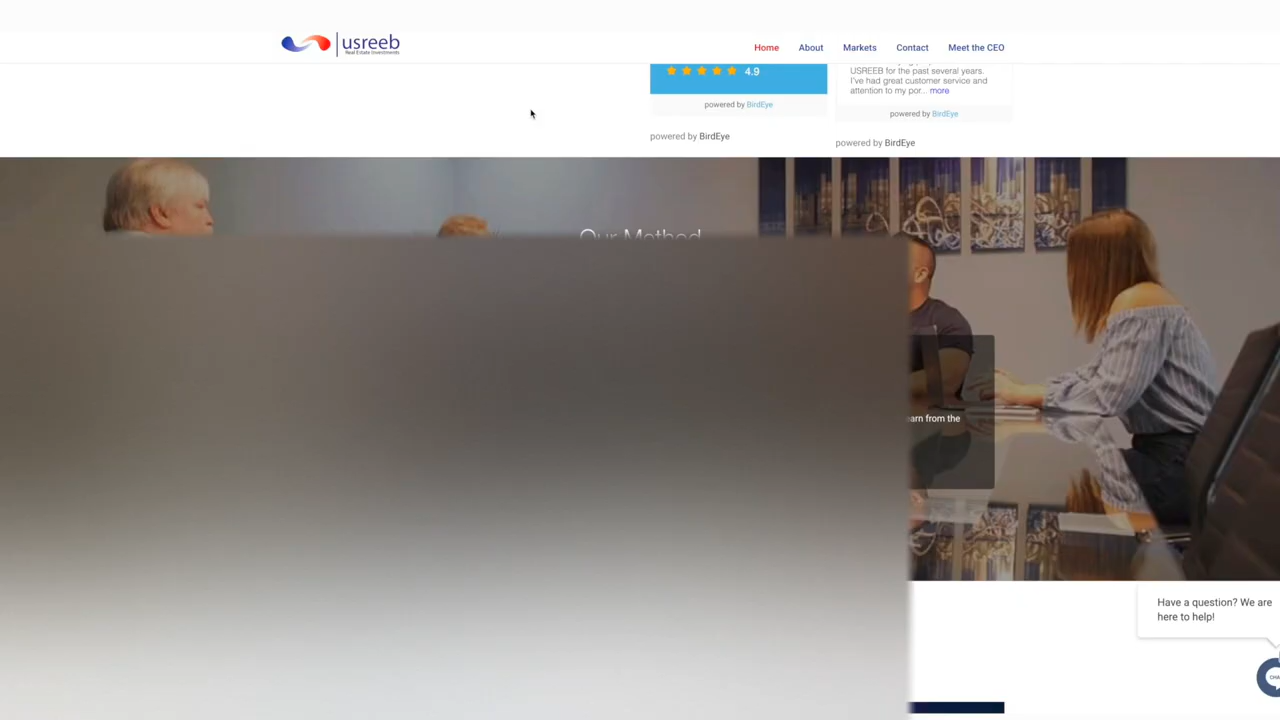 usreeb
Real Estate Investments
Home
About
Markets
Contact
Meet the CEO
4.9
powered by BirdEye
powered by BirdEye
USREEB for the past several years.
I've had great customer service and
attention to my por... more
powered by BirdEye
powered by BirdEye
Our Method
from the
Have a question? We are
here to help!